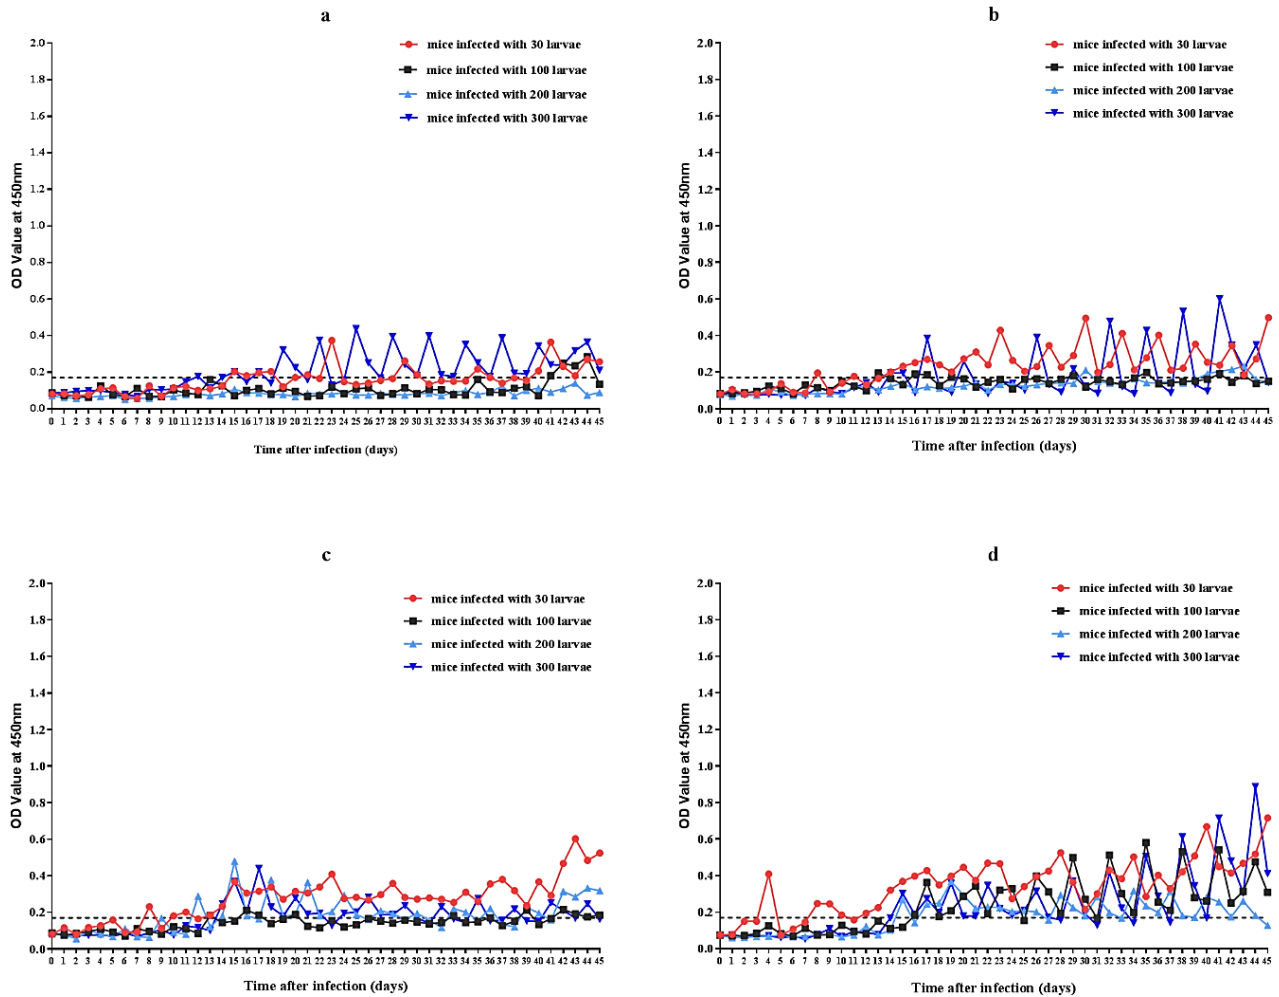 a
mice infected with 30 larvae
mice infected with 100 larvae
mice infected with 200 larvae
mice infected with 300 larvae
OD Value at 450nm
2.0
1.8
1.6
1.4
1.2
1.0
0.8
0.6
0.4
0.2
0.0
0 1 2 3 4 5 6 7 8 9 10 11 12 13 14 15 16 17 18 19 20 21 22 23 24 25 26 27 28 29 30 31 32 33 34 35 36 37 38 39 40 41 42 43 44 45
Time after infection (days)
b
mice infected with 30 larvae
mice infected with 100 larvae
mice infected with 200 larvae
mice infected with 300 larvae
OD Value at 450nm
2.0
1.8
1.6
1.4
1.2
1.0
0.8
0.6
0.4
0.2
0.0
0 1 2 3 4 5 6 7 8 9 10 11 12 13 14 15 16 17 18 19 20 21 22 23 24 25 26 27 28 29 30 31 32 33 34 35 36 37 38 39 40 41 42 43 44 45
Time after infection (days)
c
mice infected with 30 larvae
mice infected with 100 larvae
mice infected with 200 larvae
mice infected with 300 larvae
OD Value at 450nm
2.0
1.8
1.6
1.4
1.2
1.0
0.8
0.6
0.4
0.2
0.0
0 1 2 3 4 5 6 7 8 9 10 11 12 13 14 15 16 17 18 19 20 21 22 23 24 25 26 27 28 29 30 31 32 33 34 35 36 37 38 39 40 41 42 43 44 45
Time after infection (days)
d
mice infected with 30 larvae
mice infected with 100 larvae
mice infected with 200 larvae
mice infected with 300 larvae
OD Value at 450nm
2.0
1.8
1.6
1.4
1.2
1.0
0.8
0.6
0.4
0.2
0.0
0 1 2 3 4 5 6 7 8 9 10 11 12 13 14 15 16 17 18 19 20 21 22 23 24 25 26 27 28 29 30 31 32 33 34 35 36 37 38 39 40 41 42 43 44 45
Time after infection (days)